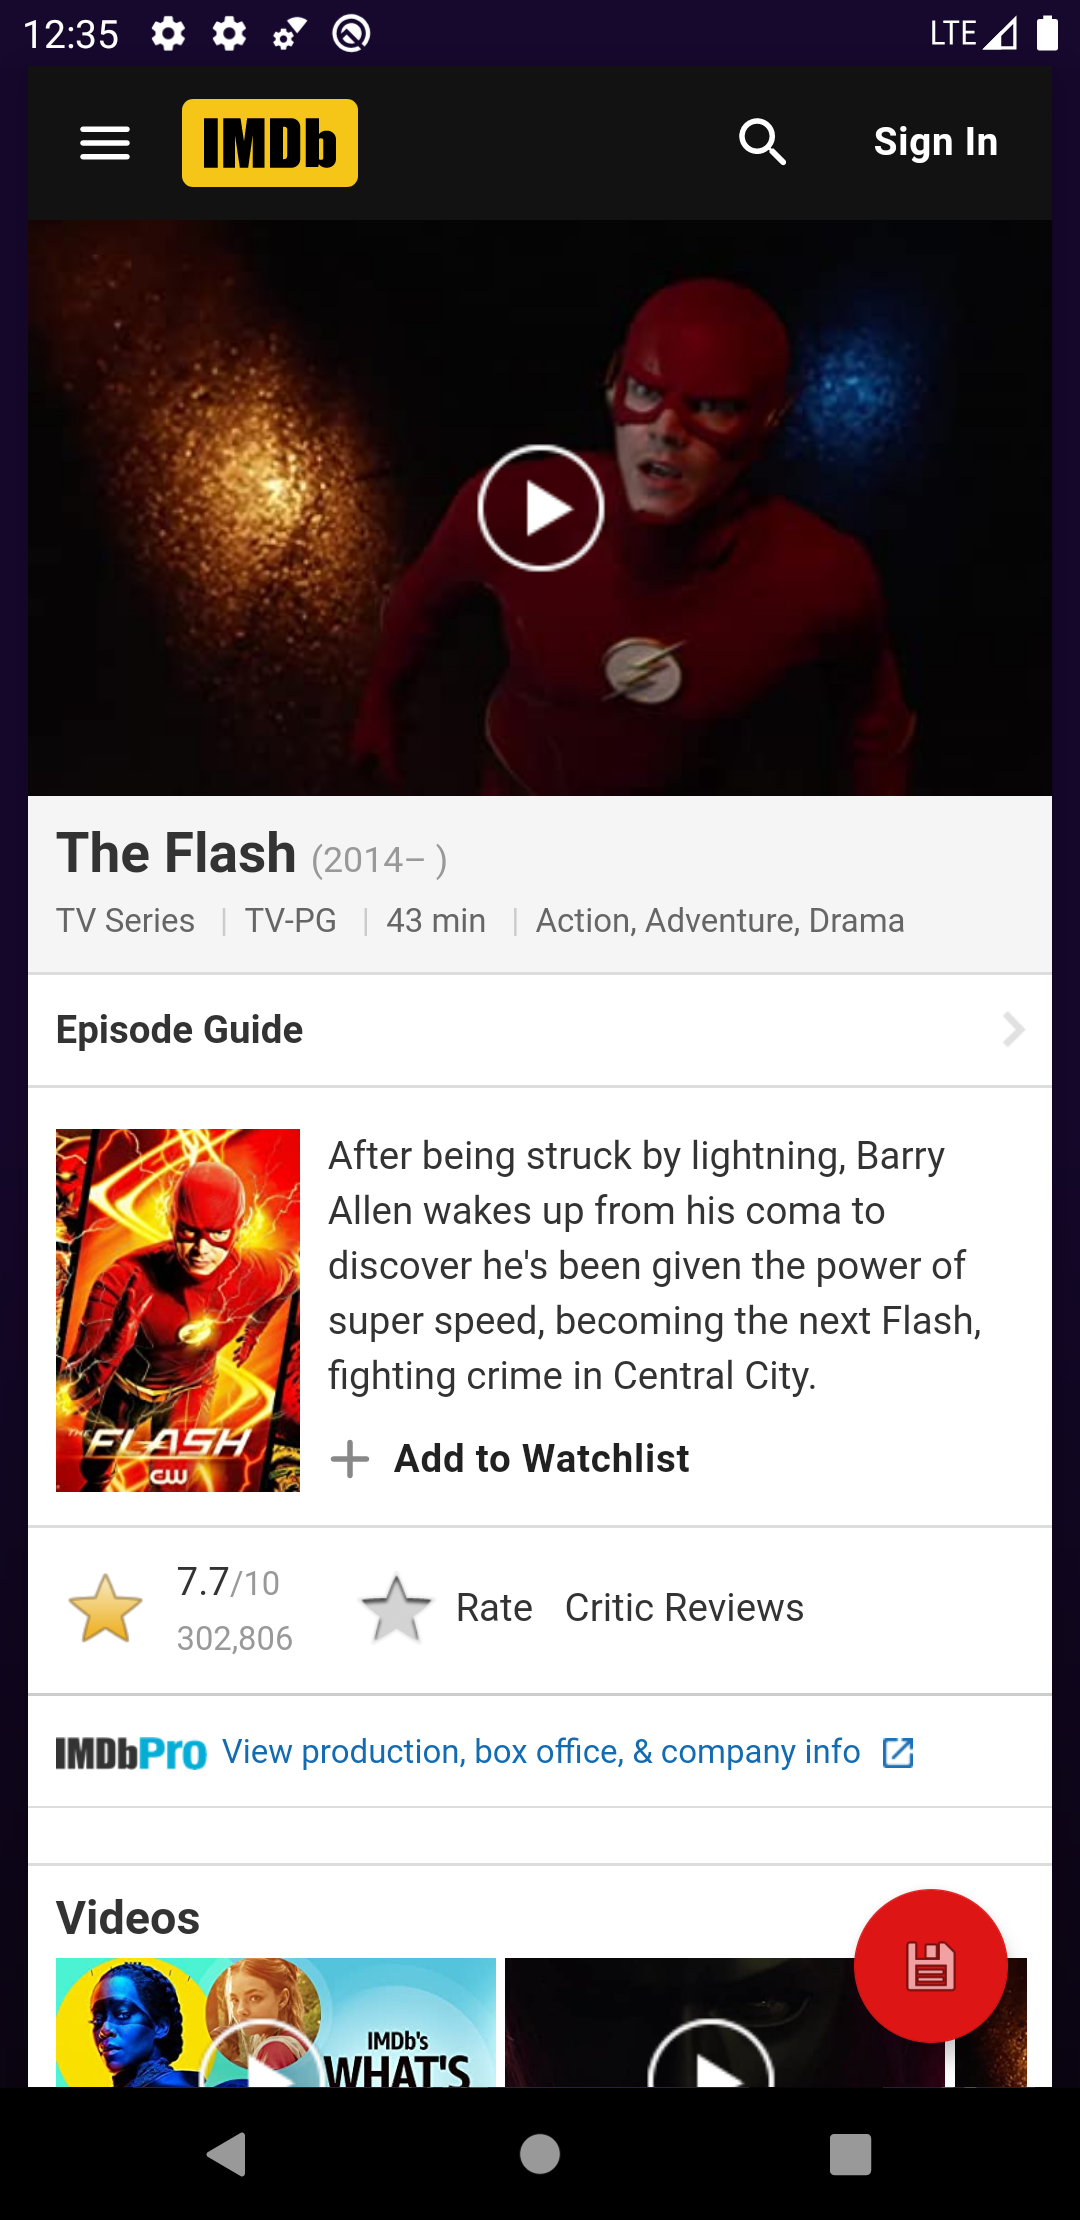 12:35
LTE
IMDb
Sign In
The Flash (2014– )
TV Series | TV-PG | 43 min | Action, Adventure, Drama
Episode Guide
After being struck by lightning, Barry
Allen wakes up from his coma to
discover he's been given the power of
super speed, becoming the next Flash,
fighting crime in Central City.
THE FLASH
CW
Add to Watchlist
7.7/10
302,806
Rate
Critic Reviews
IMDbPro View production, box office, & company info
Videos
IMDb's
WHAT'S